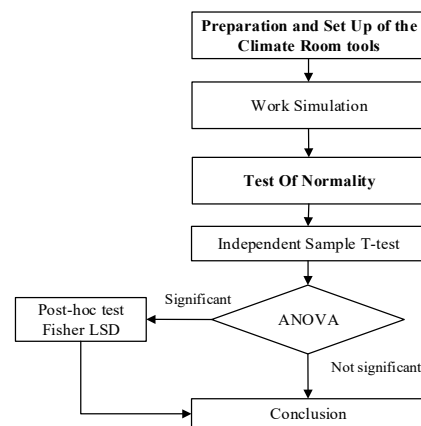 Preparation and Set Up of the
Climate Room tools
Work Simulation
Test Of Normality
Independent Sample T-test
Significant
Post-hoc test
Fisher LSD
ANOVA
Not significant
Conclusion